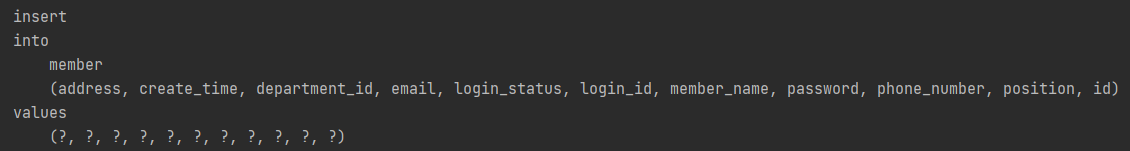 insert
into
member
(address, create_time, department_id, email, login_status, login_id, member_name, password, phone_number, position, id)
values
(?, ?, ?, ?, ?, ?, ?, ?, ?, ?, ?)